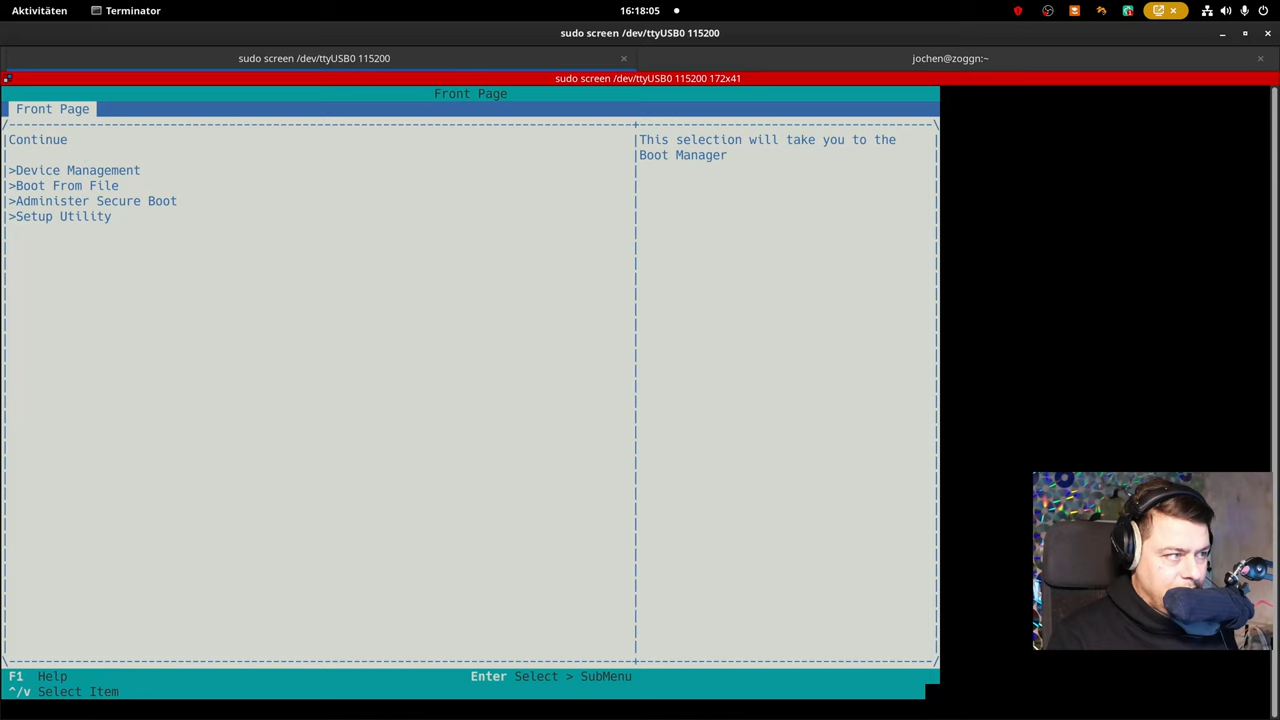 Aktivitäten
Terminator
16:18:05
sudo screen /dev/ttyUSB0 115200
sudo screen /dev/ttyUSB0 115200
jochen@zoggn:~
sudo screen /dev/ttyUSB0 115200 172x41
Front Page
Front Page
Continue
This selection will take you to the
Boot Manager
>Device Management
>Boot From File
>Administer Secure Boot
>Setup Utility
F1 Help
Enter Select > SubMenu
^/v Select Item